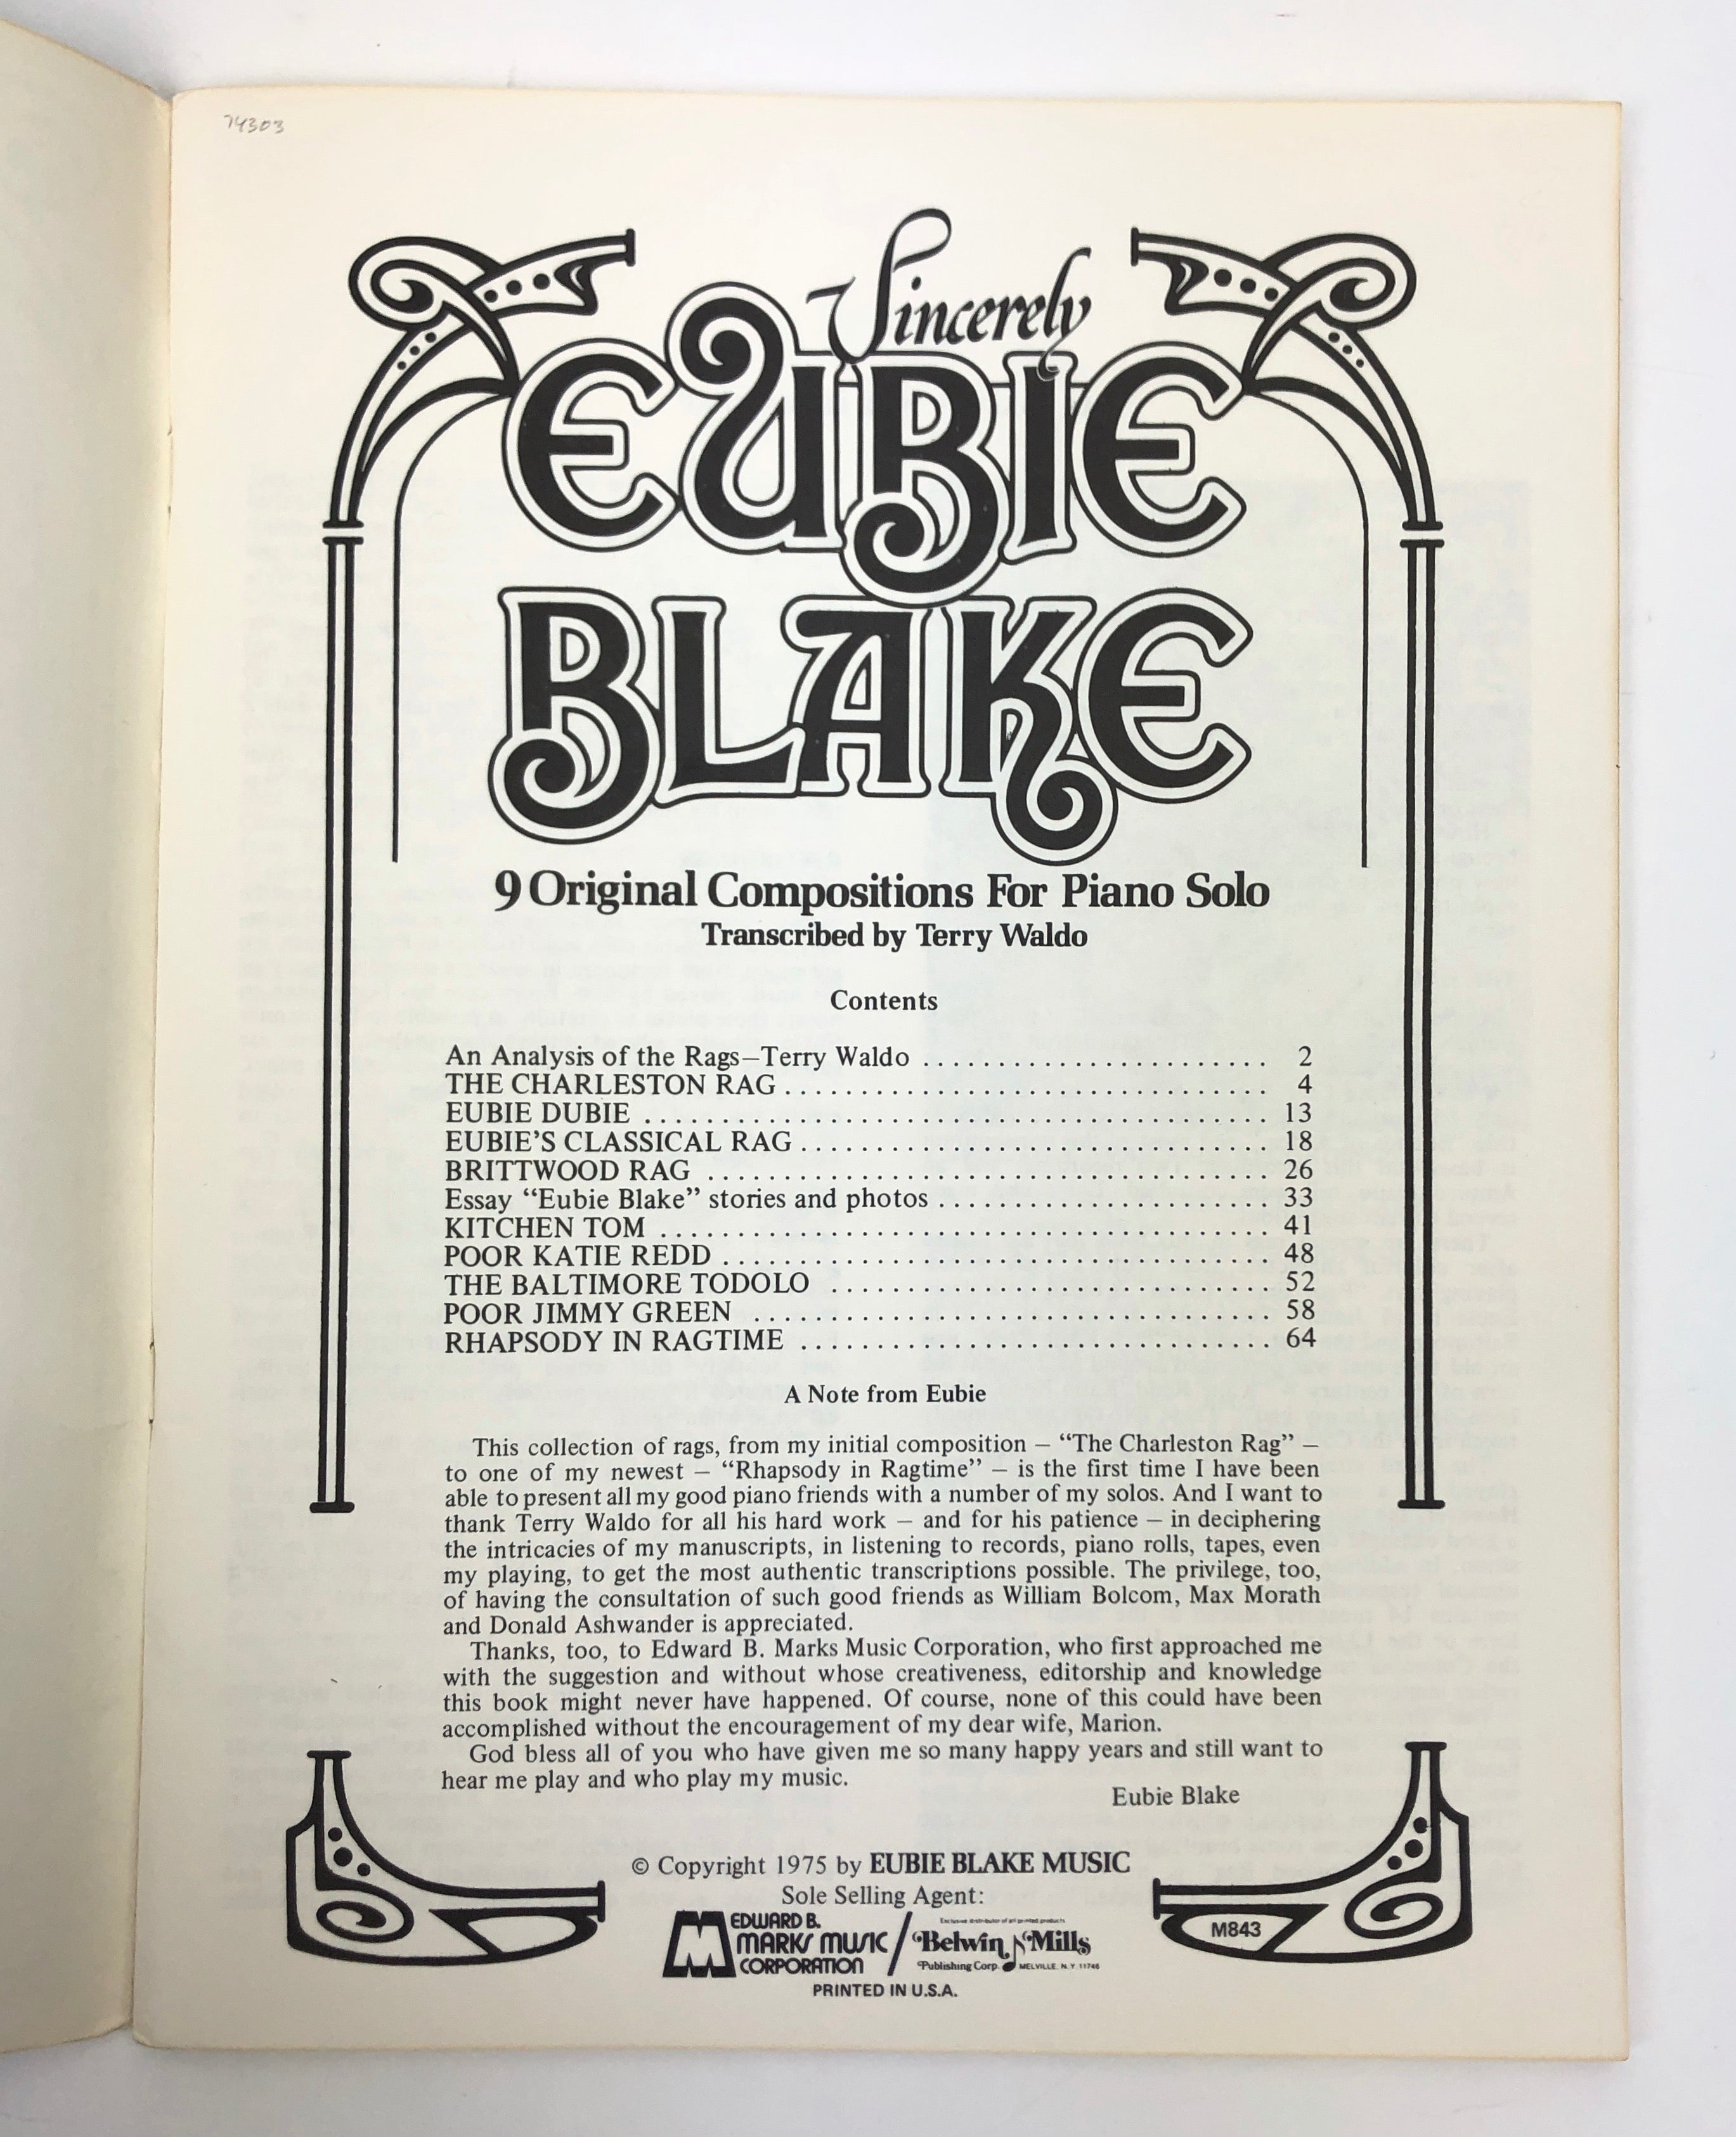 74303
Sincerely
EUBIE
BLAKE
9 Original Compositions For Piano Solo
Transcribed by Terry Waldo
Contents
An Analysis of the Rags—Terry Waldo ........................ 2
THE CHARLESTON RAG ................................. 4
EUBIE DUBIE ........................................... 13
EUBIE'S CLASSICAL RAG ................................ 18
BRITTWOOD RAG ...................................... 26
Essay “Eubie Blake” stories and photos ....................... 33
KITCHEN TOM .......................................... 41
POOR KATIE REDD ..................................... 48
THE BALTIMORE TODOLO .............................. 52
POOR JIMMY GREEN ................................... 58
RHAPSODY IN RAGTIME ................................ 64
A Note from Eubie
This collection of rags, from my initial composition – “The Charleston Rag” –
to one of my newest – “Rhapsody in Ragtime” – is the first time I have been
able to present all my good piano friends with a number of my solos. And I want to
thank Terry Waldo for all his hard work – and for his patience – in deciphering
the intricacies of my manuscripts, in listening to records, piano rolls, tapes, even
my playing, to get the most authentic transcriptions possible. The privilege, too,
of having the consultation of such good friends as William Bolcom, Max Morath
and Donald Ashwander is appreciated.
Thanks, too, to Edward B. Marks Music Corporation, who first approached me
with the suggestion and without whose creativeness, editorship and knowledge
this book might never have happened. Of course, none of this could have been
accomplished without the encouragement of my dear wife, Marion.
God bless all of you who have given me so many happy years and still want to
hear me play and who play my music.
Eubie Blake
© Copyright 1975 by EUBIE BLAKE MUSIC
Sole Selling Agent:
EDWARD B.
MARKS MUSIC
CORPORATION
Exclusive distributor of all printed products
Belwin Mills
Publishing Corp. MELVILLE, N.Y. 11746
PRINTED IN U.S.A.
M843